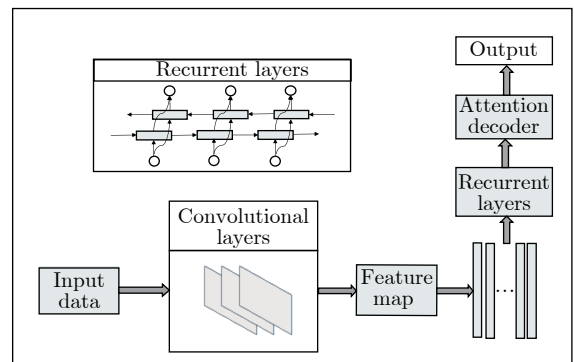 Output
Recurrent layers
Attention
decoder
Recurrent
layers
Convolutional
layers
Input
data
Feature
map
...